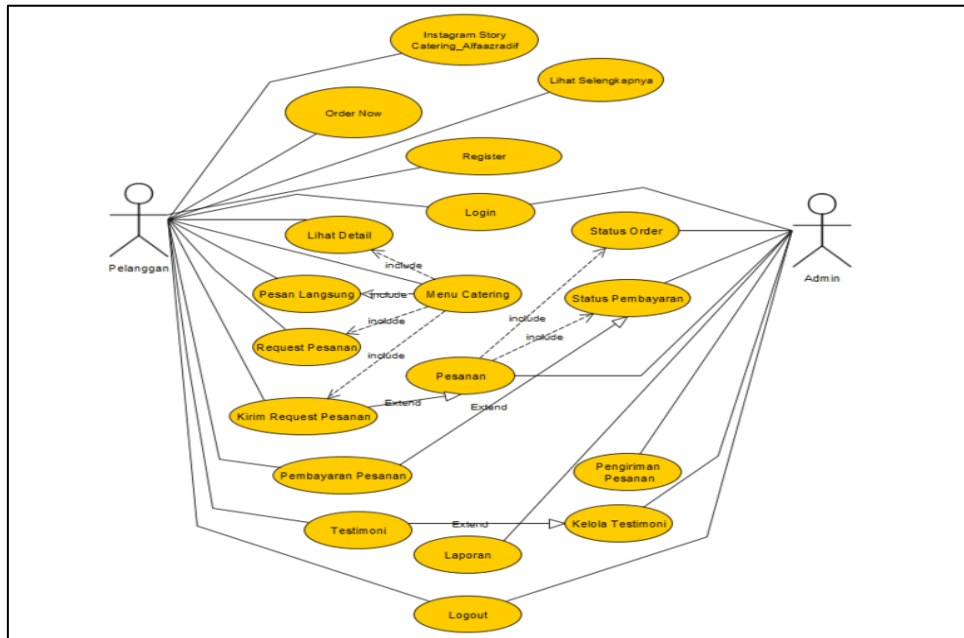 Instagram Story
Catering_Alfaazradif
Lihat Selengkapnya
Order Now
Register
Login
Lihat Detail
Status Order
Pelanggan
Admin
include
Pesan Langsung
include
Menu Catering
Status Pembayaran
include
include
Request Pesanan
include
include
Pesanan
Kirim Request Pesanan
Extend
Extend
Pembayaran Pesanan
Pengiriman
Pesanan
Testimoni
Extend
Kelola Testimoni
Laporan
Logout